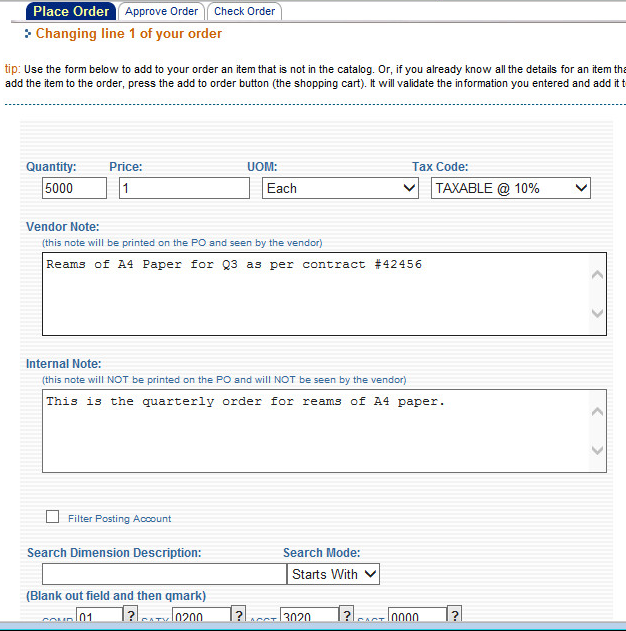 Place Order Approve Order Check Order
Changing line 1 of your order
tip: Use the form below to add to your order an item that is not in the catalog. Or, if you already know all the details for an item
add the item to the order, press the add to order button (the shopping cart). It will validate the information you entered and add it
Quantity: Price: UOM: Tax Code:
5000 1 Each TAXABLE @ 10%
Vendor Note:
(this note will be printed on the PO and seen by the vendor)
Reams of A4 Paper for Q3 as per contract #42456
Internal Note:
(this note will NOT be printed on the PO and will NOT be seen by the vendor)
This is the quarterly order for reams of A4 paper.
Filter Posting Account
Search Dimension Description: Search Mode:
Starts With
(Blank out field and then qmark)
COMP 01 ? SATY 0200 ? ACCT 3020 ? SACT 0000 ?